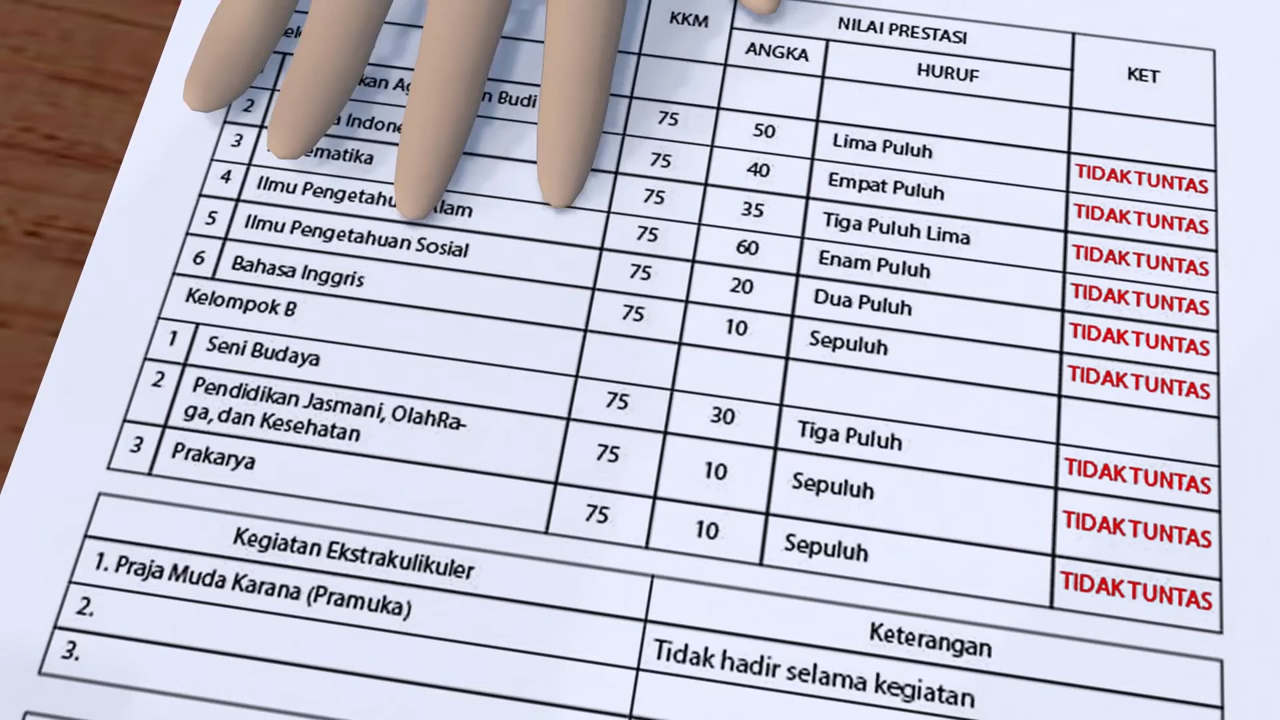 KKM
NILAI PRESTASI
KET
ANGKA
HURUF
Budi
75
50
Lima Puluh
TIDAK TUNTAS
2
75
40
Empat Puluh
TIDAK TUNTAS
3
75
35
Tiga Puluh Lima
TIDAK TUNTAS
4 Ilmu
75
60
Enam Puluh
TIDAK TUNTAS
5 Ilmu Pengetahuan Sosial
75
20
Dua Puluh
TIDAK TUNTAS
6 Bahasa Inggris
75
10
Sepuluh
TIDAK TUNTAS
Kelompok B
1 Seni Budaya
75
30
Tiga Puluh
TIDAK TUNTAS
2 Pendidikan Jasmani, OlahRa-
ga, dan Kesehatan
75
10
Sepuluh
TIDAK TUNTAS
3 Prakarya
75
10
Sepuluh
TIDAK TUNTAS
Kegiatan Ekstrakulikuler
Keterangan
1. Praja Muda Karana (Pramuka)
Tidak hadir selama kegiatan
2.
3.